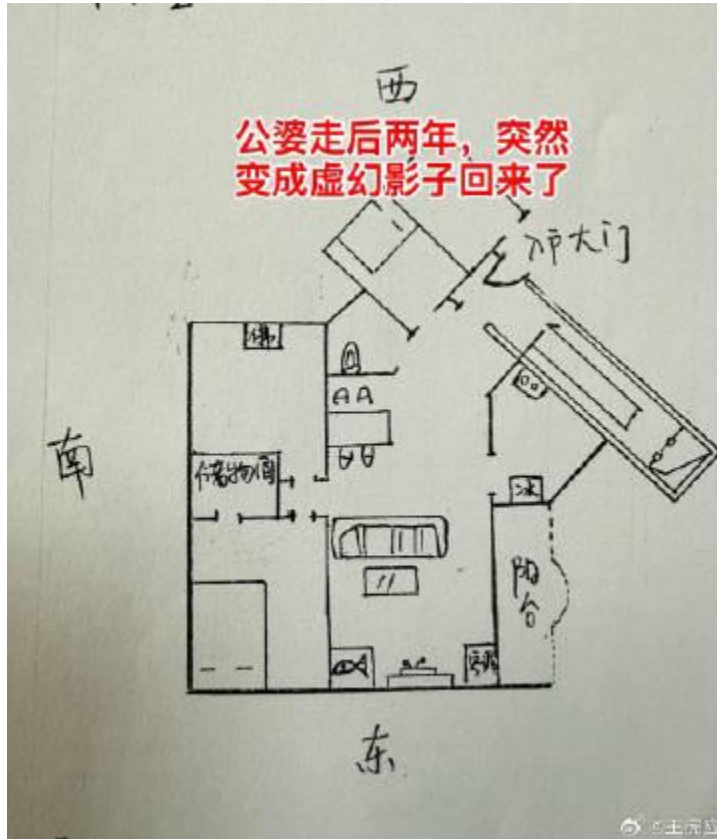 西
公婆走后两年，突然
变成虚幻影子回来了
入户大门
佛
储物间
南
冰
阳台
东